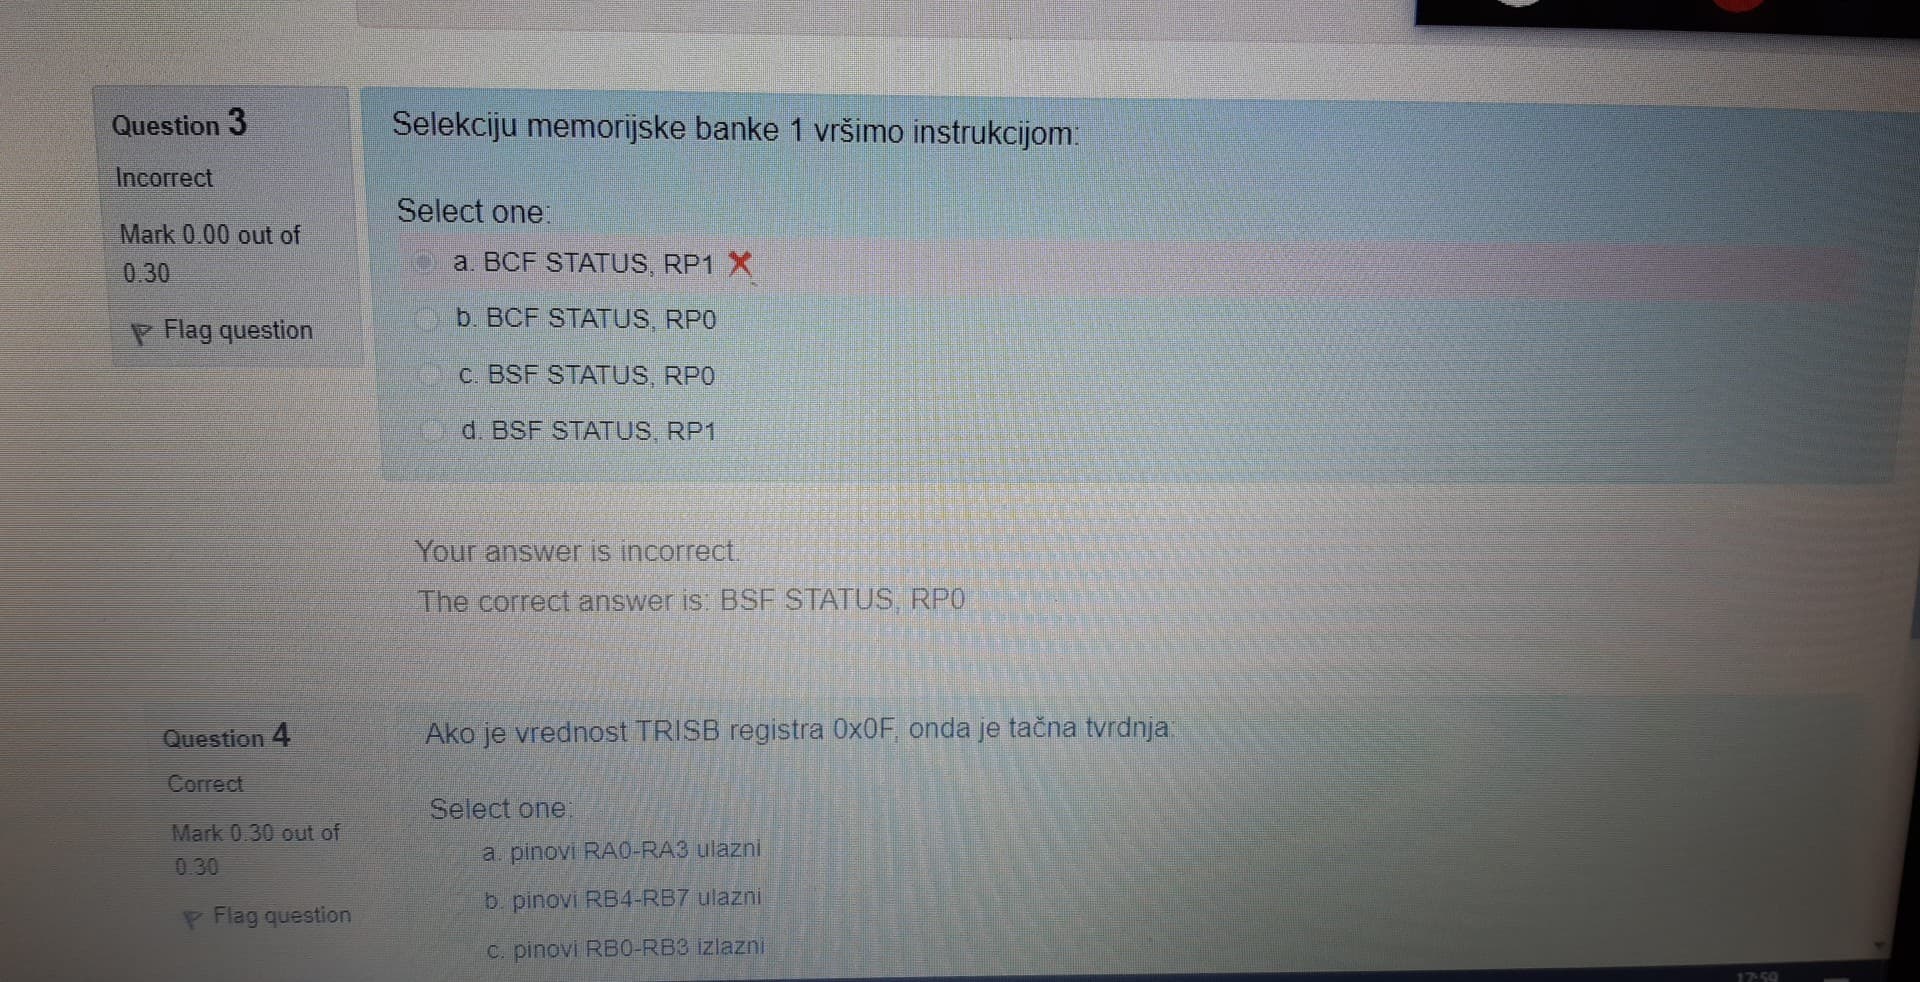 Question 3
Incorrect
Mark 0.00 out of
0.30
Flag question
Selekciju memorijske banke 1 vršimo instrukcijom:
Select one:
a. BCF STATUS, RP1
b. BCF STATUS, RP0
c. BSF STATUS, RP0
d. BSF STATUS, RP1
Your answer is incorrect.
The correct answer is: BSF STATUS, RP0
Question 4
Correct
Mark 0.30 out of
0.30
Flag question
Ako je vrednost TRISB registra 0x0F, onda je tačna tvrdnja:
Select one:
a. pinovi RA0-RA3 ulazni
b. pinovi RB4-RB7 ulazni
c. pinovi RB0-RB3 izlazni
17:59